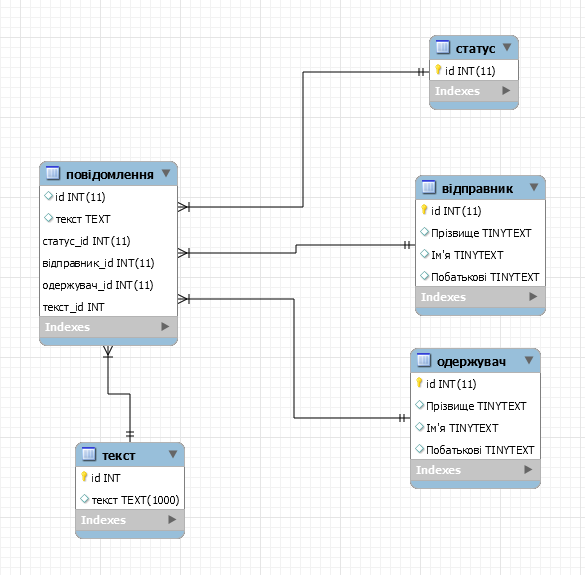 статус
id INT(11)
Indexes
повідомлення
id INT(11)
текст TEXT
статус_id INT(11)
відправник_id INT(11)
одержувач_id INT(11)
текст_id INT
Indexes
відправник
id INT(11)
Прізвище TINYTEXT
Ім'я TINYTEXT
Побатькові TINYTEXT
Indexes
одержувач
id INT(11)
Прізвище TINYTEXT
Ім'я TINYTEXT
Побатькові TINYTEXT
Indexes
текст
id INT
текст TEXT(1000)
Indexes